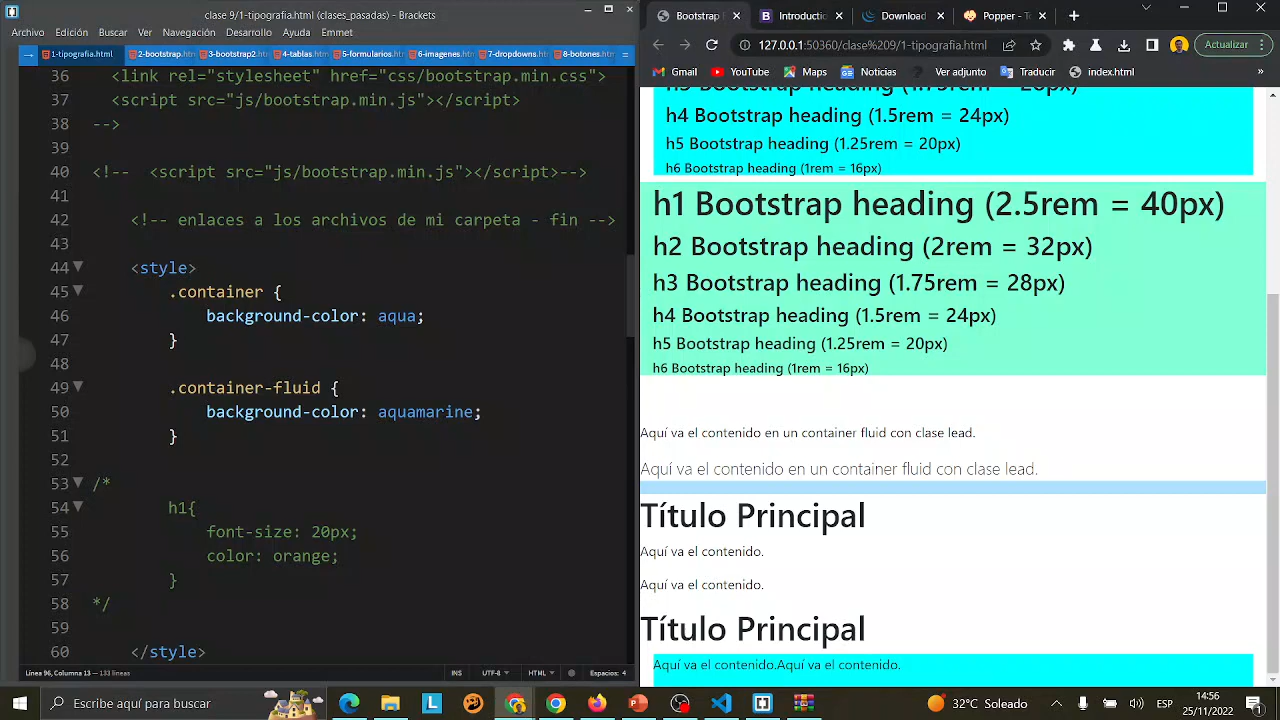 clase 9/1-tipografia.html (clases_pasadas) - Brackets
Archivo Edición Buscar Ver Navegación Desarrollo Ayuda Emmet
1-tipografia.html 2-bootstrap.htm 3-bootstrap2.htm 4-tablas.htm 5-formularios.htm 6-imagenes.htm 7-dropdowns.htm 8-botones.htm
36 <link rel="stylesheet" href="css/bootstrap.min.css">
37 <script src="js/bootstrap.min.js"></script>
38 -->
39
40 <!-- <script src="js/bootstrap.min.js"></script>-->
41
42 <!-- enlaces a los archivos de mi carpeta - fin -->
43
44 <style>
45 .container {
46 background-color: aqua;
47 }
48
49 .container-fluid {
50 background-color: aquamarine;
51 }
52
53 /*
54 h1{
55 font-size: 20px;
56 color: orange;
57 }
58 */
59
60 </style>
Línea 96, Columna 13 — 133 líneas INS UTF-8 HTML Espacios: 4
Bootstrap Introducció Download Popper - To
127.0.0.1:50360/clase%209/1-tipografia.html Actualizar
Gmail YouTube Maps Noticias Ver adjunto Traducir index.html »
h3 Bootstrap heading (1.75rem = 28px)
h4 Bootstrap heading (1.5rem = 24px)
h5 Bootstrap heading (1.25rem = 20px)
h6 Bootstrap heading (1rem = 16px)
h1 Bootstrap heading (2.5rem = 40px)
h2 Bootstrap heading (2rem = 32px)
h3 Bootstrap heading (1.75rem = 28px)
h4 Bootstrap heading (1.5rem = 24px)
h5 Bootstrap heading (1.25rem = 20px)
h6 Bootstrap heading (1rem = 16px)
Aquí va el contenido en un container fluid con clase lead.
Aquí va el contenido en un container fluid con clase lead.
Título Principal
Aquí va el contenido.
Aquí va el contenido.
Título Principal
Aquí va el contenido.Aquí va el contenido.
Escribe aquí para buscar
32°C Soleado ESP 14:56
25/11/2022